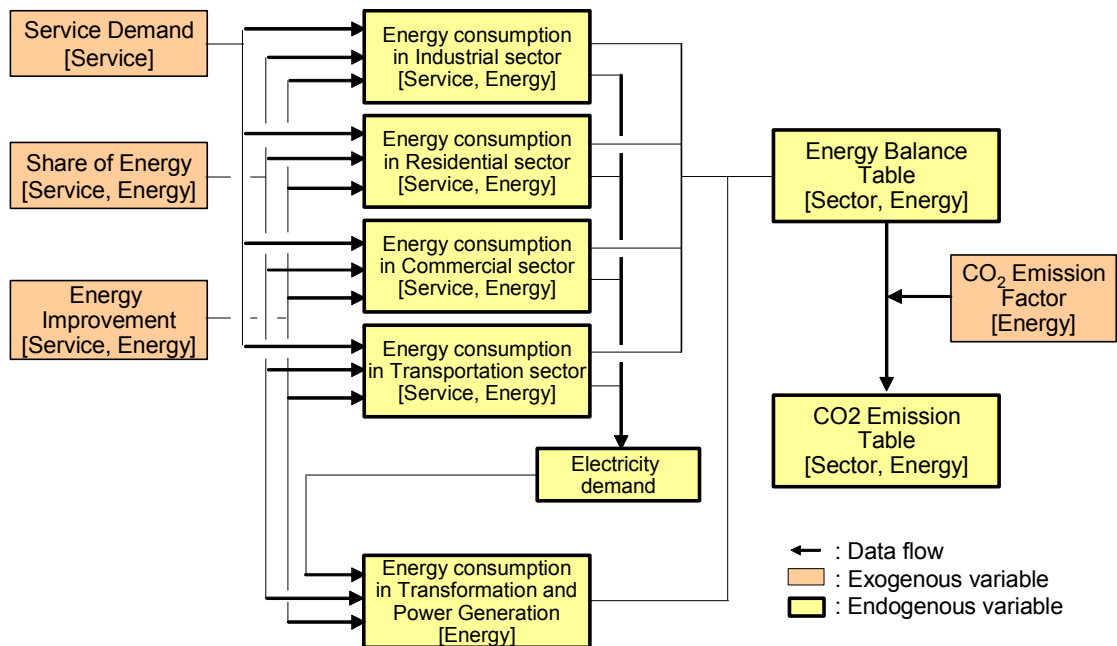 Service Demand
[Service]
Share of Energy
[Service, Energy]
Energy
Improvement
[Service, Energy]
Energy consumption
in Industrial sector
[Service, Energy]
Energy consumption
in Residential sector
[Service, Energy]
Energy consumption
in Commercial sector
[Service, Energy]
Energy consumption
in Transportation sector
[Service, Energy]
Electricity
demand
Energy consumption
in Transformation and
Power Generation
[Energy]
Energy Balance
Table
[Sector, Energy]
CO2 Emission
Factor
[Energy]
CO2 Emission
Table
[Sector, Energy]
: Data flow
: Exogenous variable
: Endogenous variable